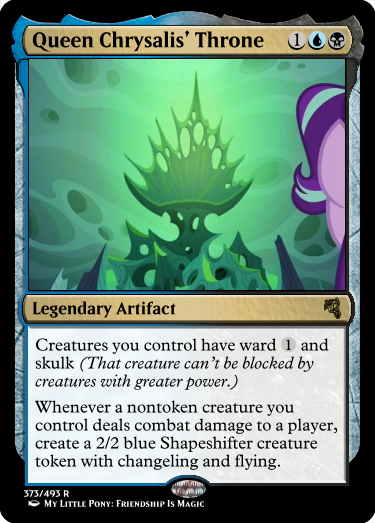 Queen Chrysalis' Throne 1
Legendary Artifact
Creatures you control have ward 1 and
skulk (That creature can't be blocked by
creatures with greater power.)
Whenever a nontoken creature you
control deals combat damage to a player,
create a 2/2 blue Shapeshifter creature
token with changeling and flying.
373/493 R
My Little Pony: Friendship Is Magic